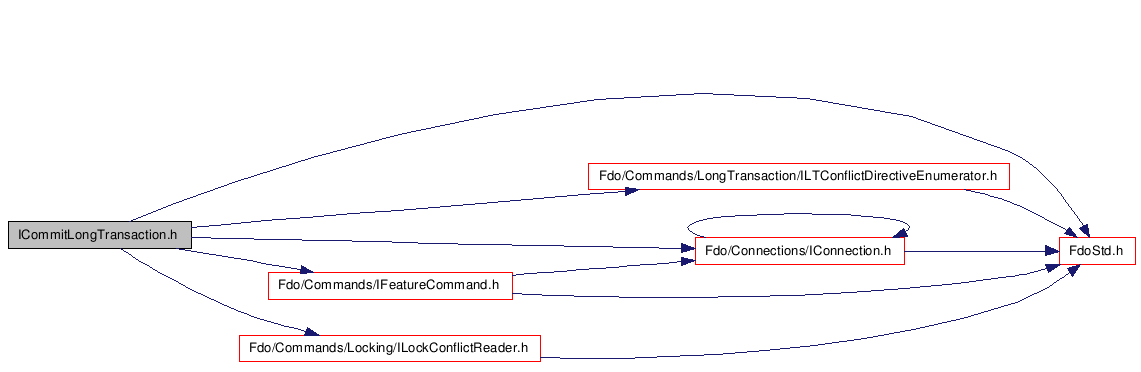 Fdo/Commands/LongTransaction/ILTConflictDirectiveEnumerator.h
ICommitLongTransaction.h
Fdo/Connections/IConnection.h
FdoStd.h
Fdo/Commands/IFeatureCommand.h
Fdo/Commands/Locking/ILockConflictReader.h